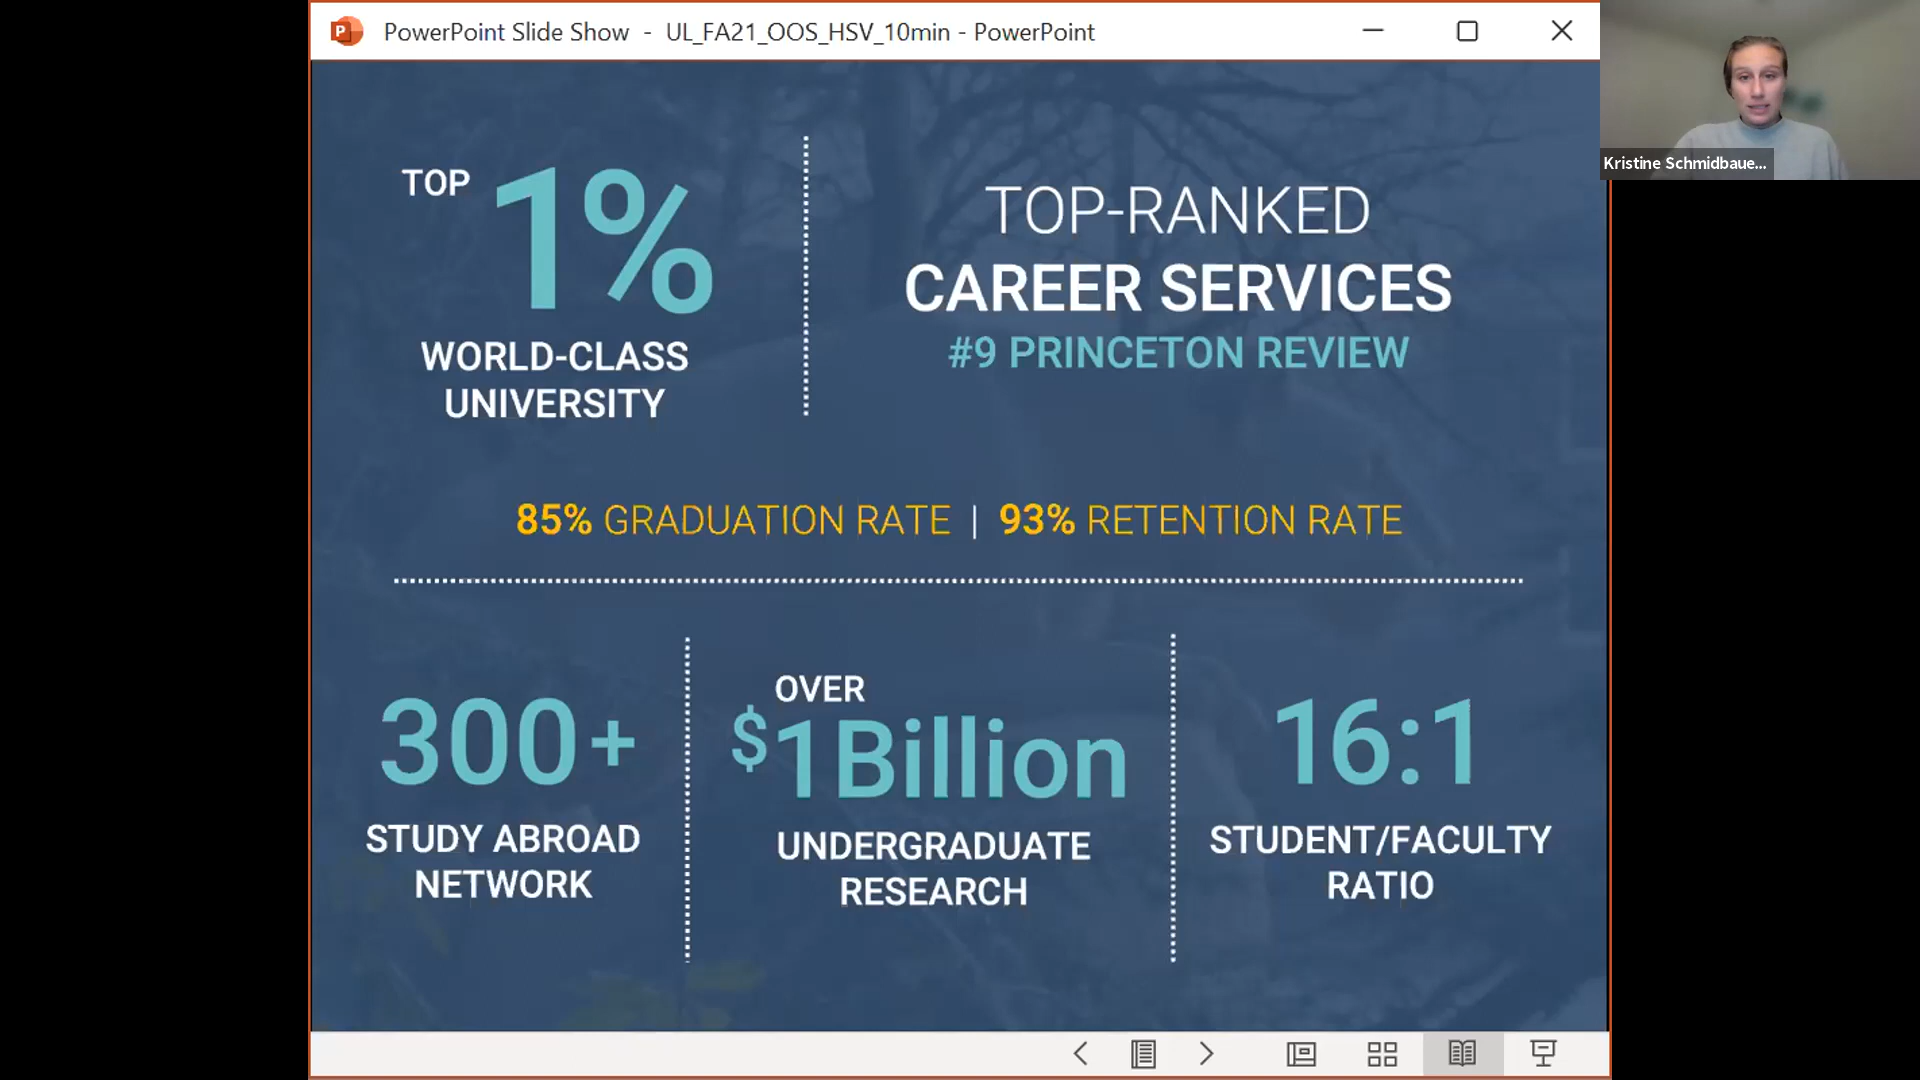 PowerPoint Slide Show - UL_FA21_OOS_HSV_10min - PowerPoint
Kristine Schmidbaue...
TOP 1%
WORLD-CLASS
UNIVERSITY
TOP-RANKED
CAREER SERVICES
#9 PRINCETON REVIEW
85% GRADUATION RATE | 93% RETENTION RATE
300+
STUDY ABROAD
NETWORK
OVER
$1Billion
UNDERGRADUATE
RESEARCH
16:1
STUDENT/FACULTY
RATIO